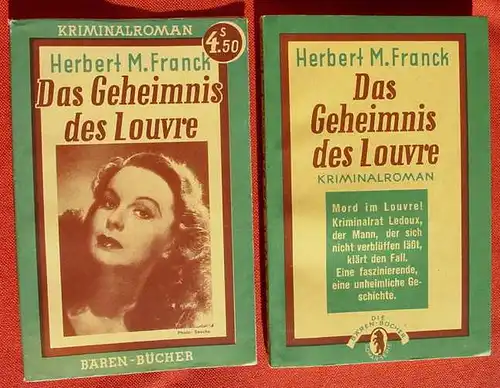 KRIMINALROMAN
S
4.50
Herbert M. Franck
Das Geheimnis
des Louvre
Photo:
BÄREN-BÜCHER
Herbert M. Franck
Das
Geheimnis
des Louvre
KRIMINALROMAN
Mord im Louvre!
Kriminalrat Ledoux,
der Mann, der sich
nicht verblüffen läßt,
klärt den Fall.
Eine faszinierende,
eine unheimliche Ge-
schichte.
DIE
BÄREN-BÜCHER